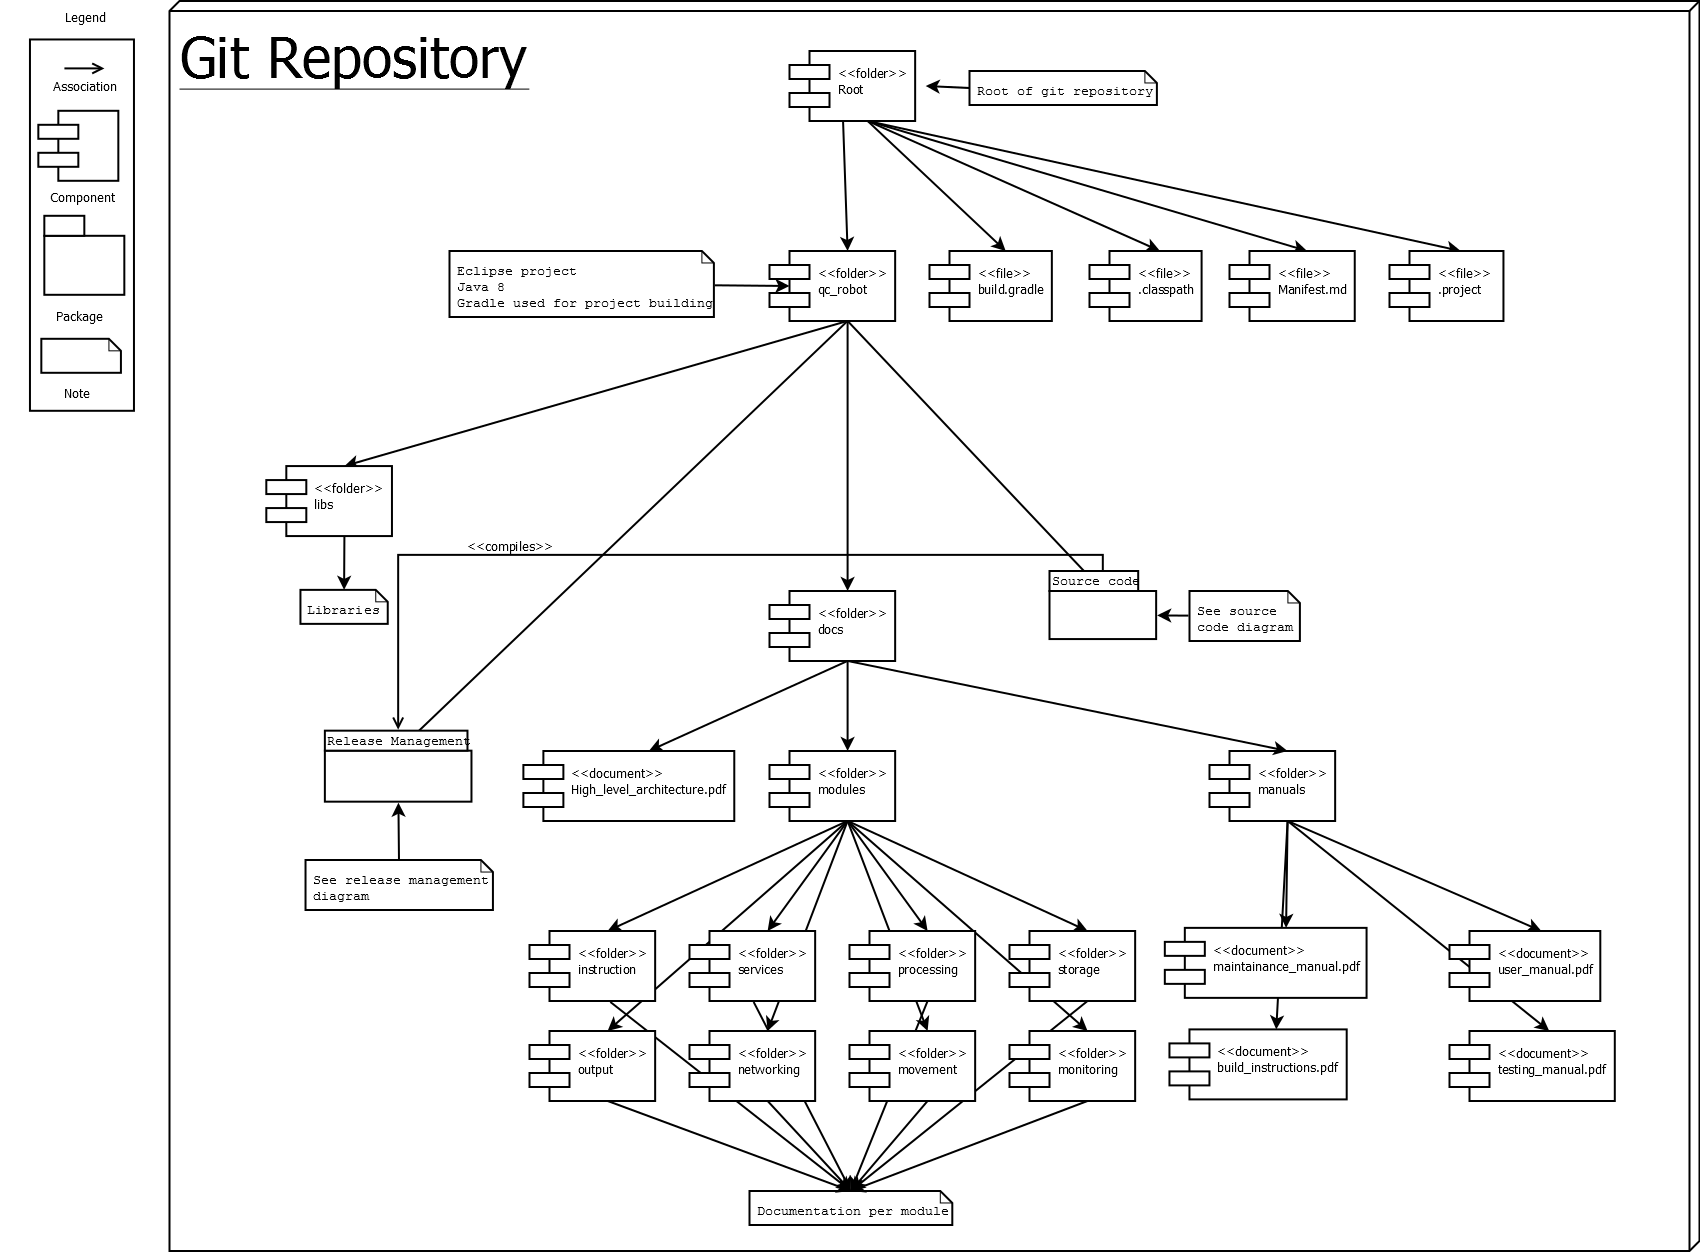 Legend
Association
Component
Package
Note
Git Repository
<<folder>>
Root
Root of git repository
Eclipse project
Java 8
Gradle used for project building
<<folder>>
qc_robot
<<file>>
build.gradle
<<file>>
.classpath
<<file>>
Manifest.md
<<file>>
.project
<<folder>>
libs
<<compiles>>
Libraries
<<folder>>
docs
Source code
See source
code diagram
Release Management
<<document>>
High_level_architecture.pdf
<<folder>>
modules
<<folder>>
manuals
See release management
diagram
<<folder>>
instruction
<<folder>>
services
<<folder>>
processing
<<folder>>
storage
<<document>>
maintainance_manual.pdf
<<document>>
user_manual.pdf
<<folder>>
output
<<folder>>
networking
<<folder>>
movement
<<folder>>
monitoring
<<document>>
build_instructions.pdf
<<document>>
testing_manual.pdf
Documentation per module